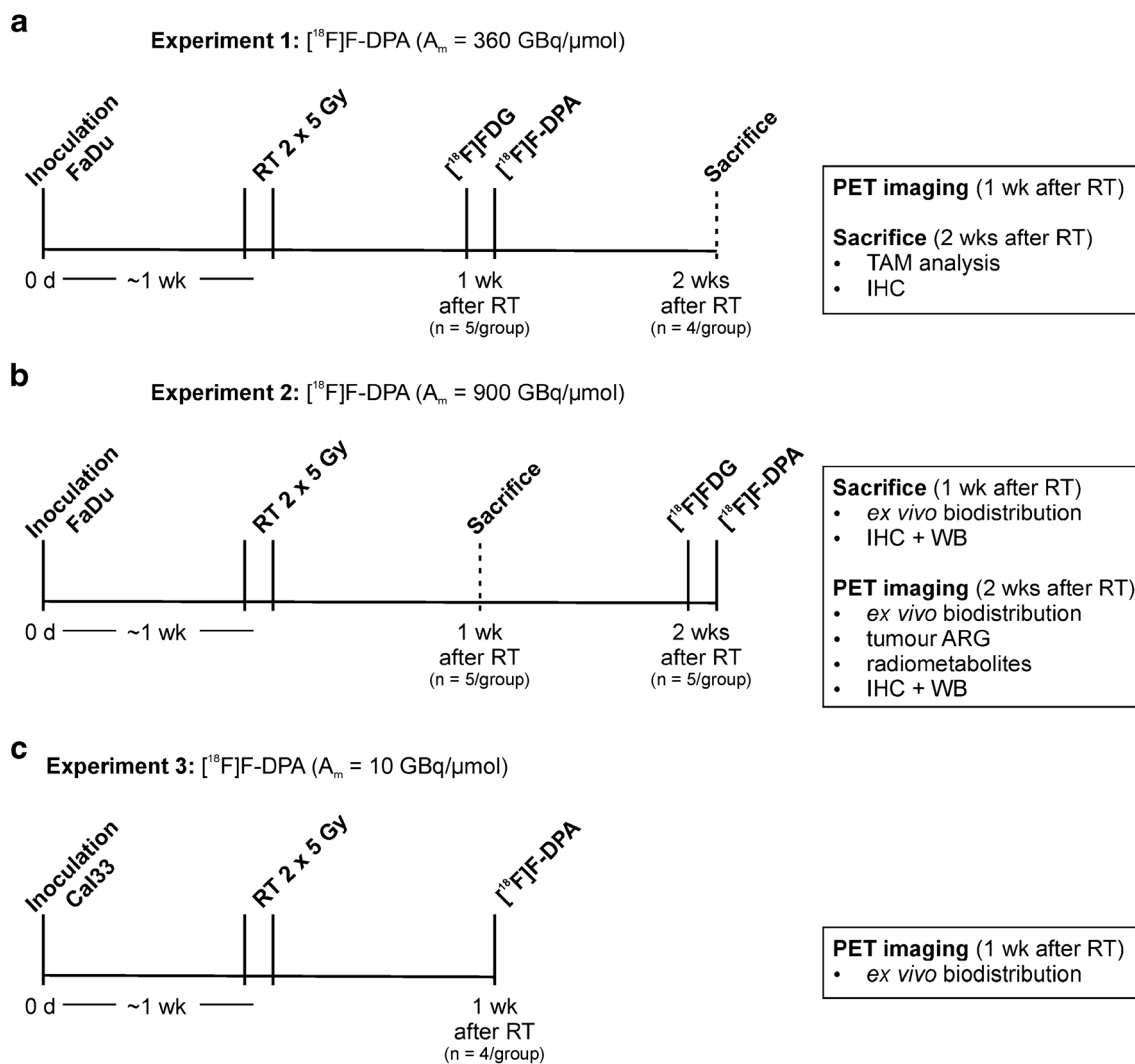 a
Experiment 1: [¹⁸F]F-DPA (Aₘ = 360 GBq/µmol)
Inoculation
FaDu
RT 2 x 5 Gy
[¹⁸F]FDG
[¹⁸F]F-DPA
Sacrifice
0 d
~1 wk
1 wk
after RT
(n = 5/group)
2 wks
after RT
(n = 4/group)
PET imaging (1 wk after RT)
Sacrifice (2 wks after RT)
• TAM analysis
• IHC
b
Experiment 2: [¹⁸F]F-DPA (Aₘ = 900 GBq/µmol)
Inoculation
FaDu
RT 2 x 5 Gy
Sacrifice
[¹⁸F]FDG
[¹⁸F]F-DPA
0 d
~1 wk
1 wk
after RT
(n = 5/group)
2 wks
after RT
(n = 5/group)
Sacrifice (1 wk after RT)
• ex vivo biodistribution
• IHC + WB
PET imaging (2 wks after RT)
• ex vivo biodistribution
• tumour ARG
• radiometabolites
• IHC + WB
c
Experiment 3: [¹⁸F]F-DPA (Aₘ = 10 GBq/µmol)
Inoculation
Cal33
RT 2 x 5 Gy
[¹⁸F]F-DPA
0 d
~1 wk
1 wk
after RT
(n = 4/group)
PET imaging (1 wk after RT)
• ex vivo biodistribution